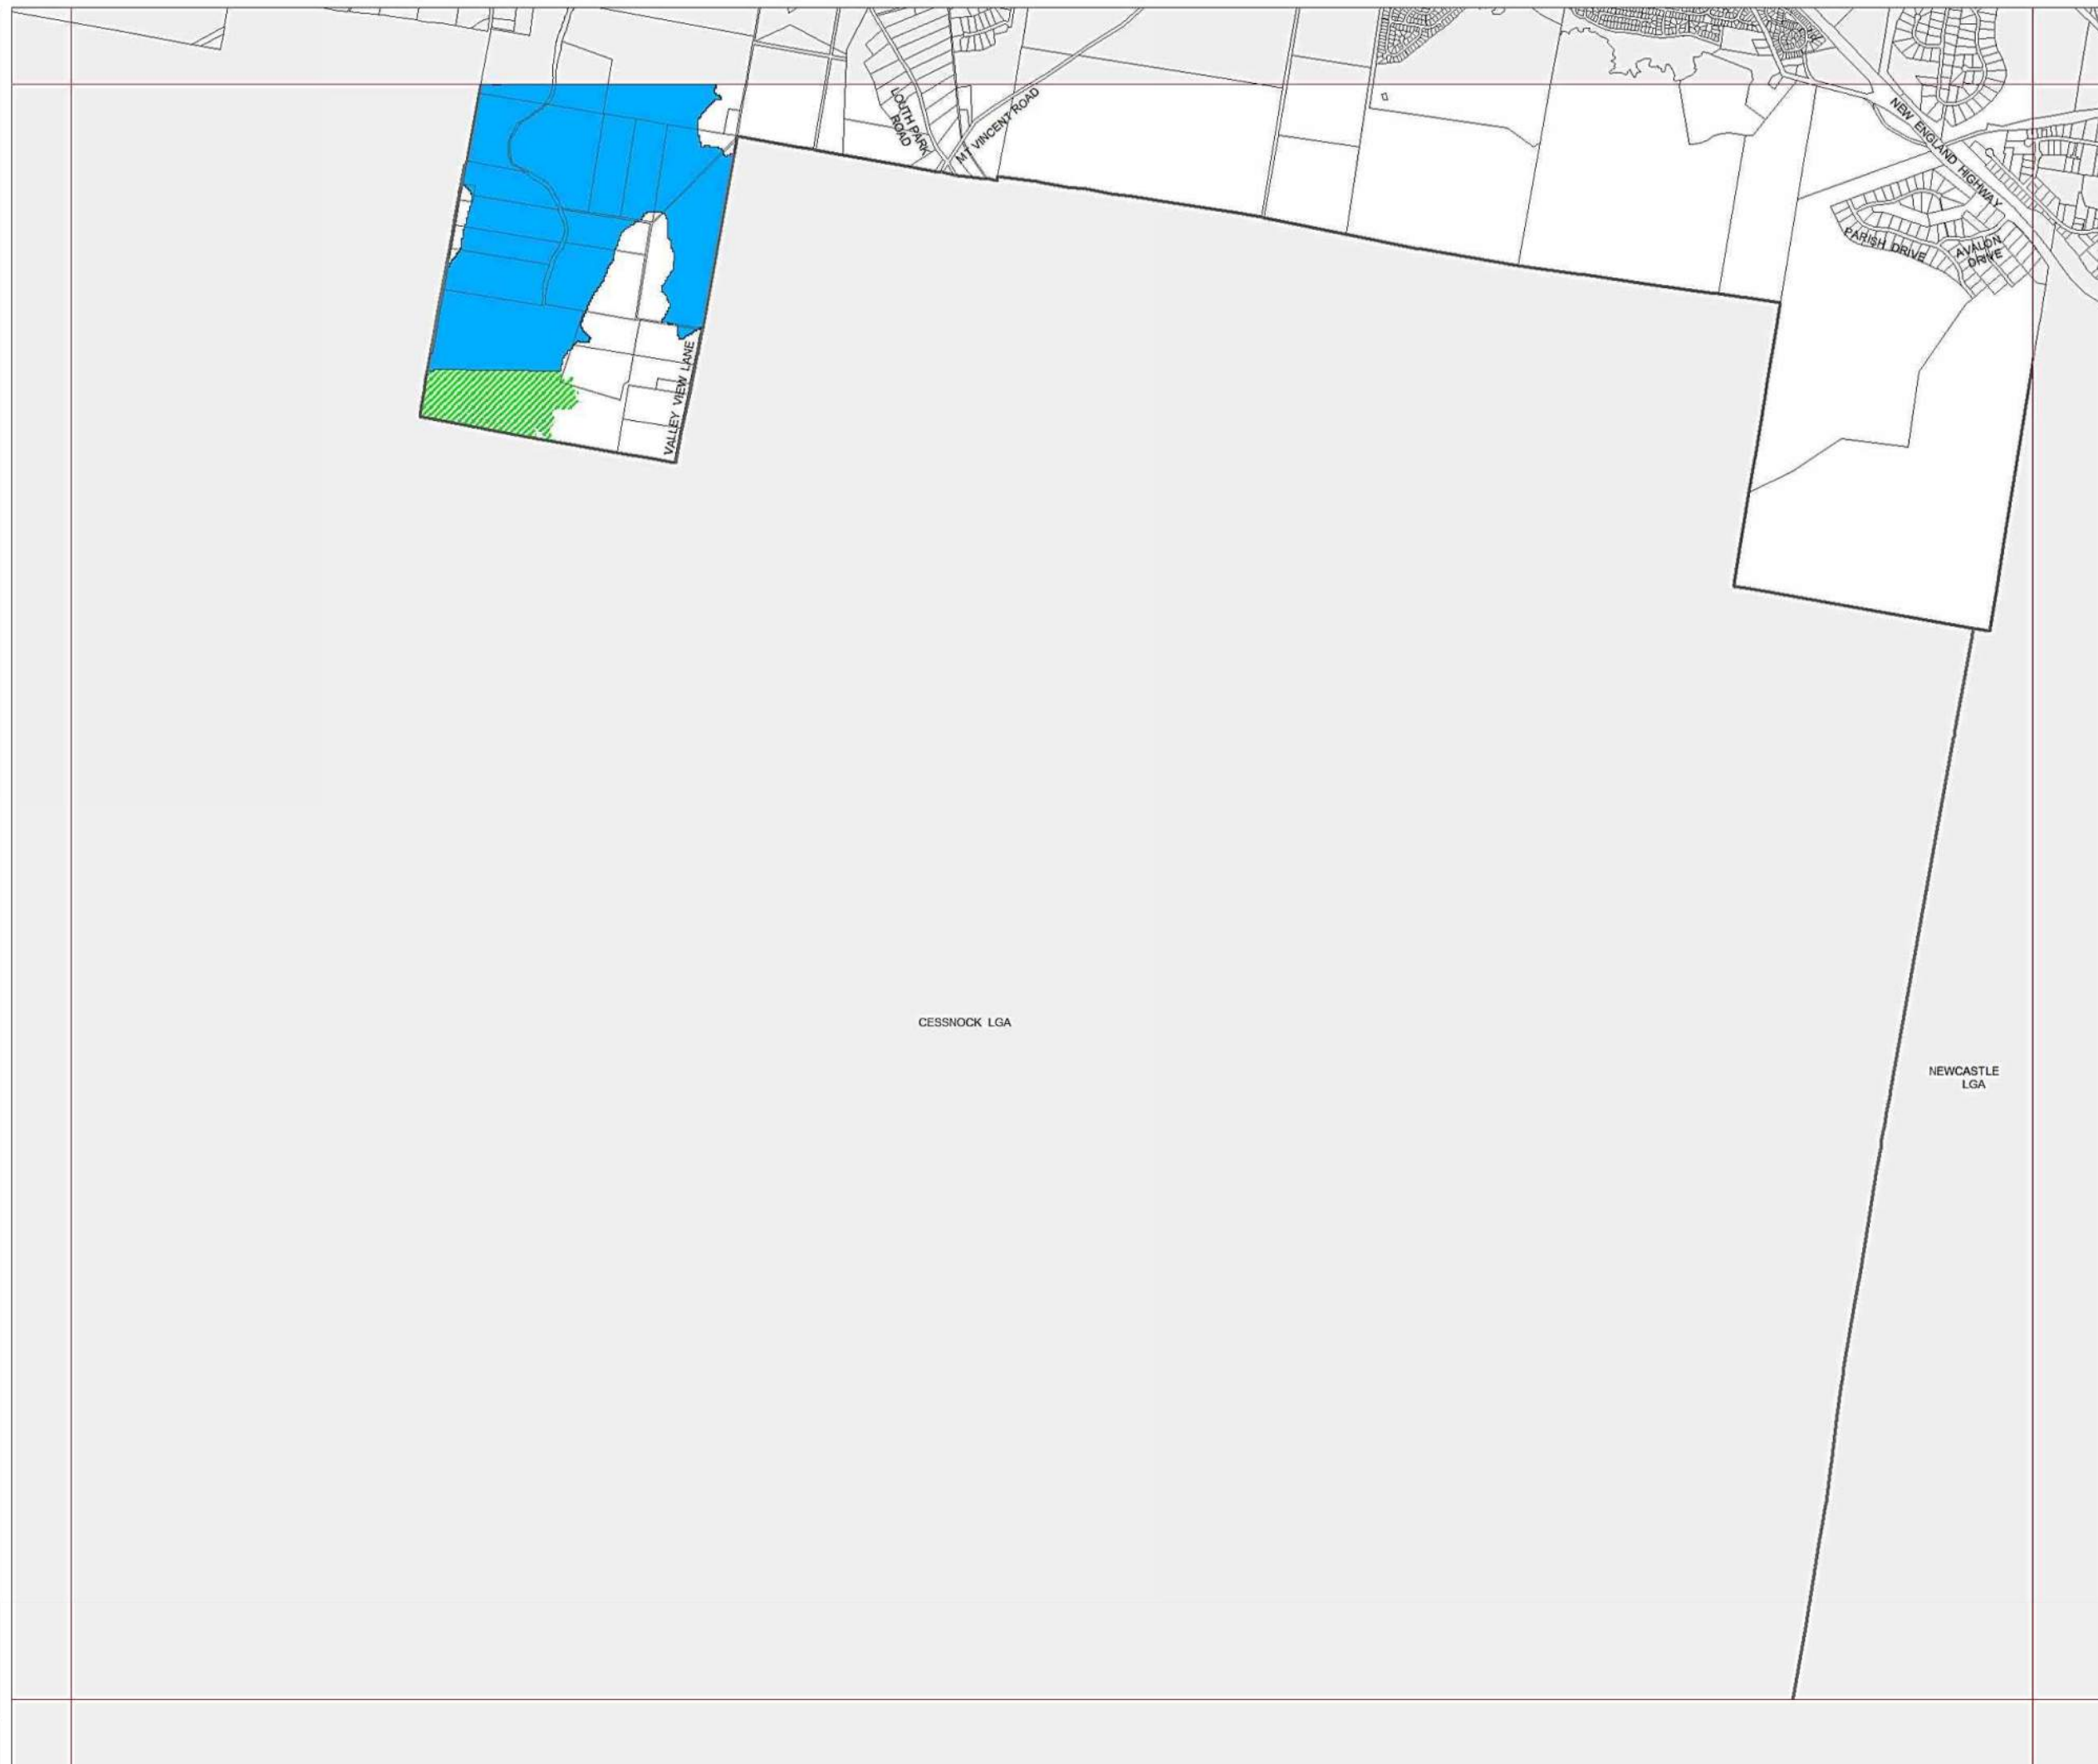 LOUTH PARK
ROAD
MT VINCENT ROAD
NEW ENGLAND HIGHWAY
PARISH DRIVE
AVALON
DRIVE
VALLEY VIEW LANE
CESSNOCK LGA
NEWCASTLE
LGA